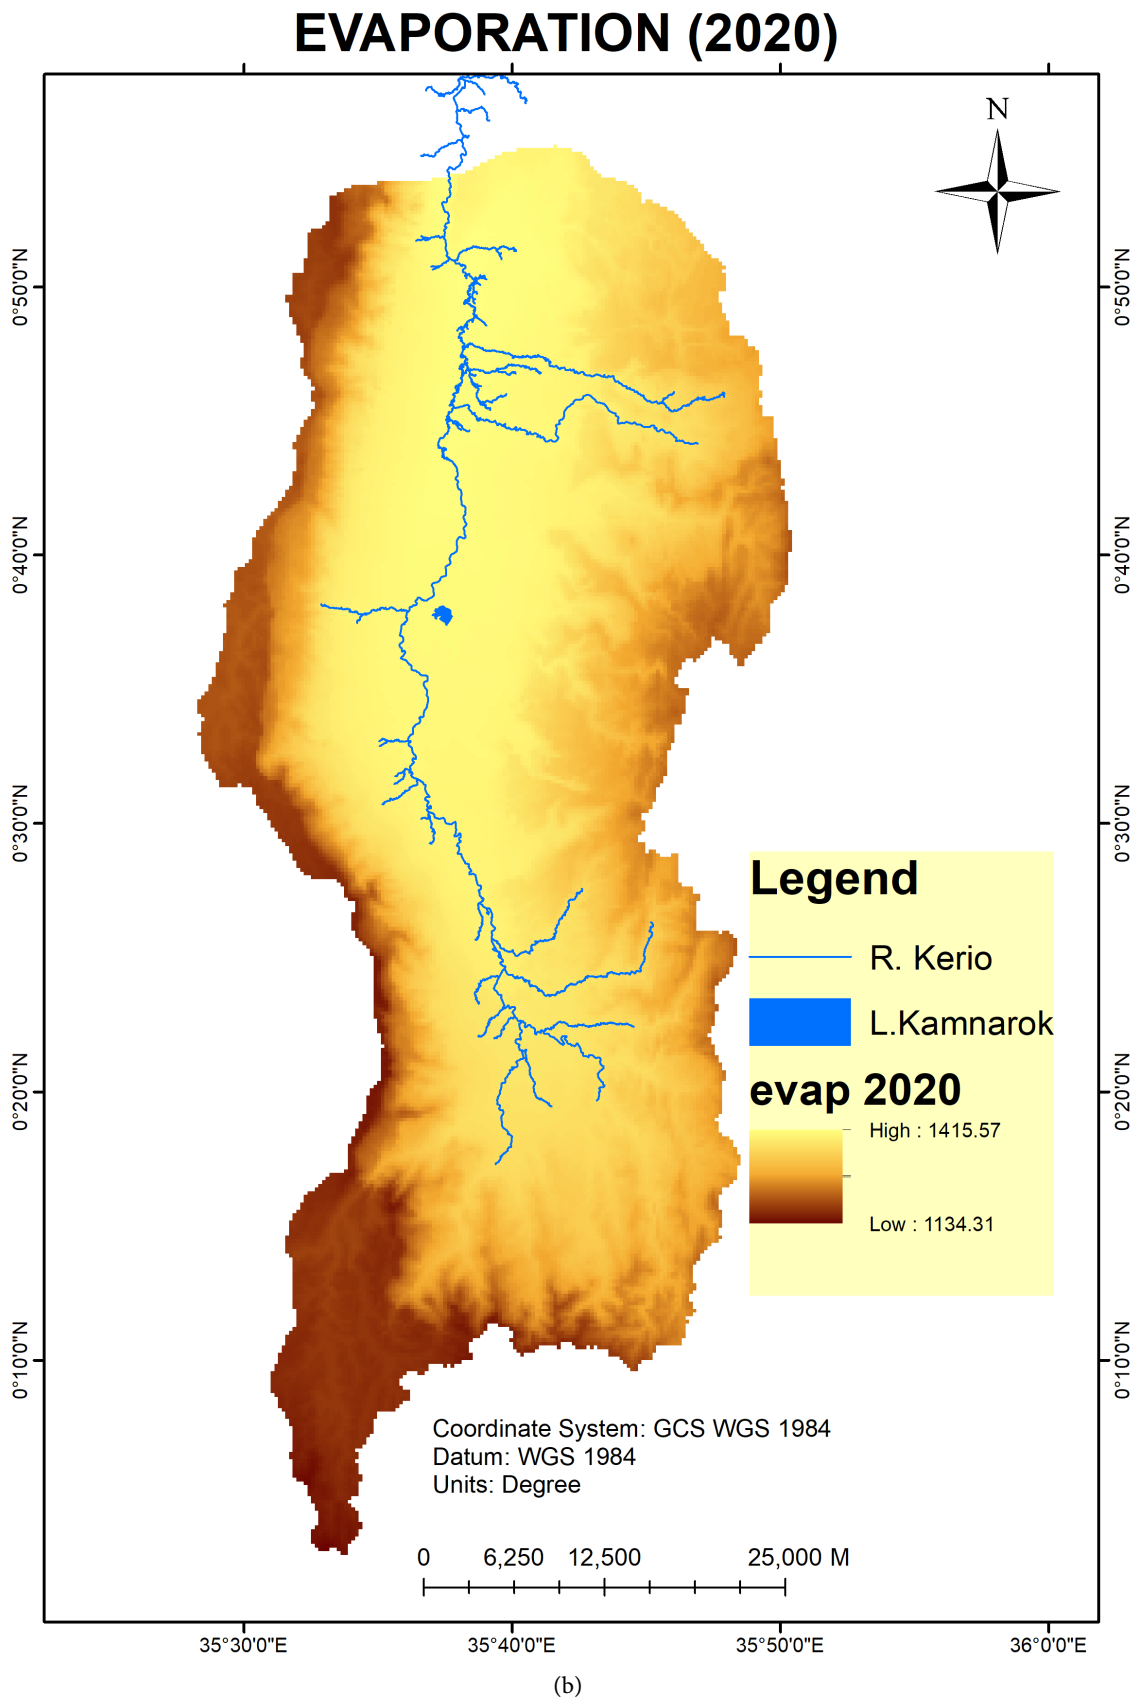 EVAPORATION (2020)
N
0°50'0"N
0°50'0"N
0°40'0"N
0°40'0"N
0°30'0"N
0°30'0"N
Legend
R. Kerio
L.Kamnarok
evap 2020
High : 1415.57
Low : 1134.31
0°20'0"N
0°20'0"N
0°10'0"N
0°10'0"N
Coordinate System: GCS WGS 1984
Datum: WGS 1984
Units: Degree
0 6,250 12,500 25,000 M
35°30'0"E 35°40'0"E 35°50'0"E 36°0'0"E
(b)